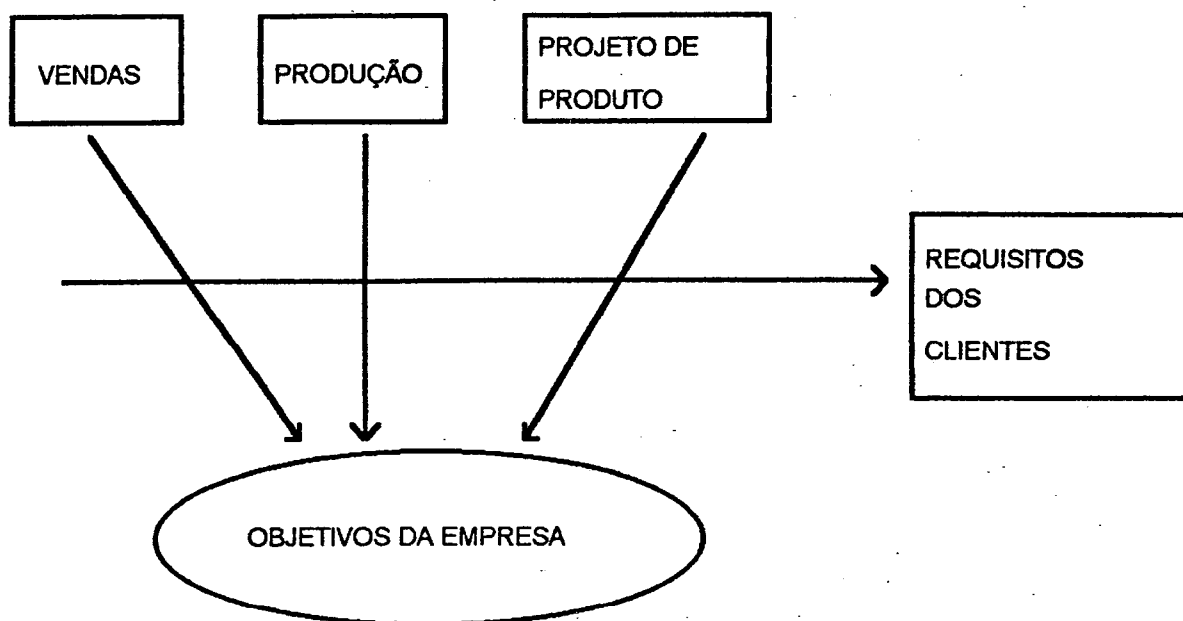 VENDAS
PRODUÇÃO
PROJETO DE
PRODUTO
REQUISITOS
DOS
CLIENTES
OBJETIVOS DA EMPRESA